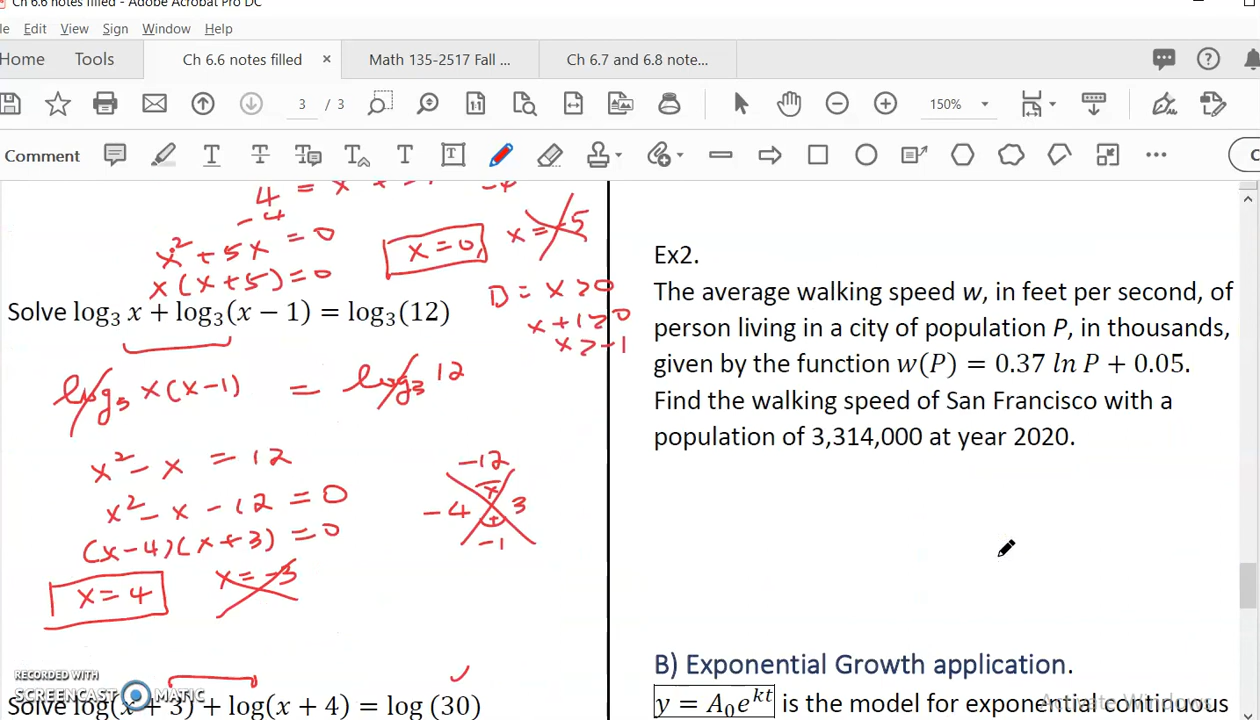 Ch 6.6 notes filled - Adobe Acrobat Pro DC
le Edit View Sign Window Help
Home Tools Ch 6.6 notes filled × Math 135-2517 Fall ... Ch 6.7 and 6.8 note...
3 / 3 150%
Comment
4 = x
-4
x² + 5x = 0
x(x+5)=0
x=0, x=-5
D = x>0
x+1>0
x>-1
Solve log₃ x + log₃(x − 1) = log₃(12)
log₃ x(x-1) = log₃ 12
x² - x = 12
x² - x - 12 = 0
(x-4)(x+3) = 0
x=4 x=-3
-12
x
-4 3
+
-1
RECORDED WITH
SCREENCAST MATIC
Solve log(x + 3) + log(x + 4) = log (30)
Ex2.
The average walking speed w, in feet per second, of
person living in a city of population P, in thousands,
given by the function w(P) = 0.37 ln P + 0.05.
Find the walking speed of San Francisco with a
population of 3,314,000 at year 2020.
B) Exponential Growth application.
Activate Windows
y = A₀eᵏᵗ is the model for exponential continuous